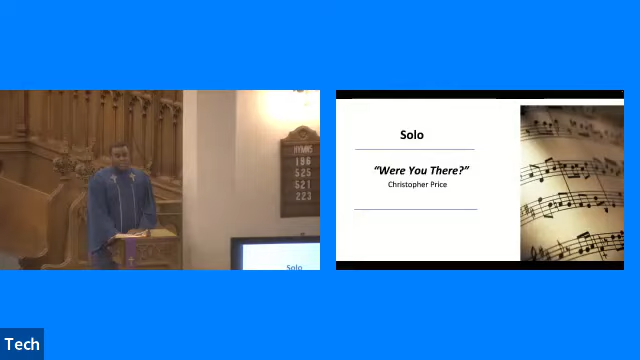 HYMNS
196
525
521
223
Solo
Solo
“Were You There?”
Christopher Price
Tech